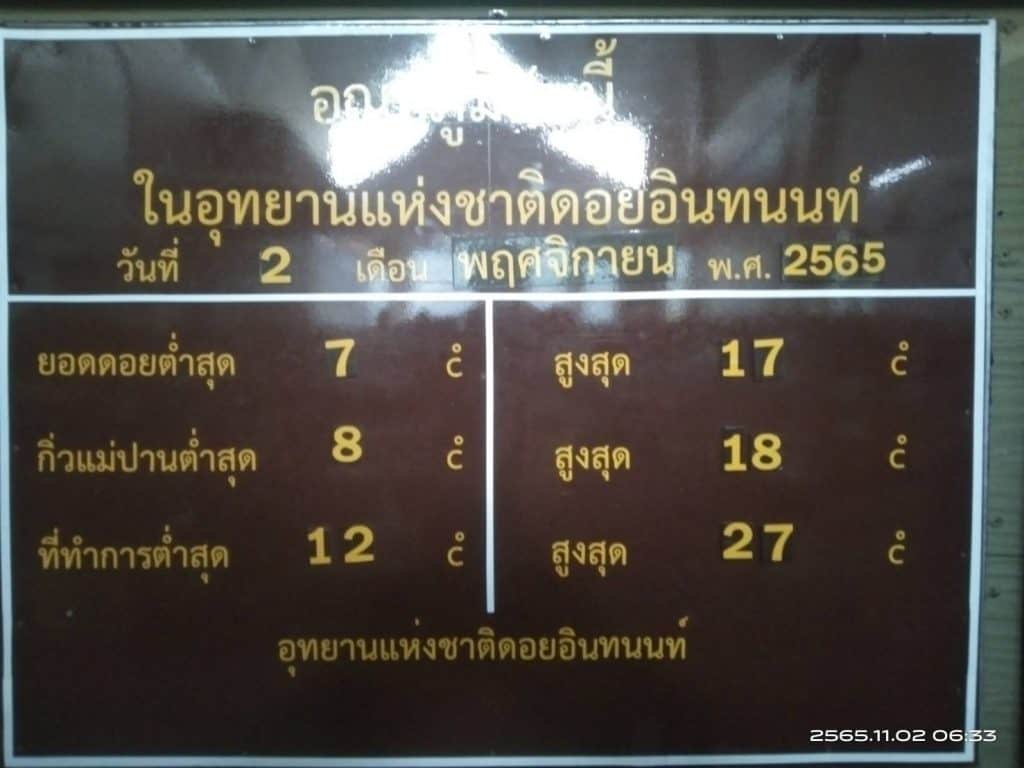 ในอุทยานแห่งชาติดอยอินทนนท์
วันที่ 2 เดือน พฤศจิกายน พ.ศ. 2565
ยอดดอยต่ำสุด 7 C° สูงสุด 17 C°
กิ่วแม่ปานต่ำสุด 8 C° สูงสุด 18 C°
ที่ทำการต่ำสุด 12 C° สูงสุด 27 C°
อุทยานแห่งชาติดอยอินทนนท์
2565.11.02 06:33